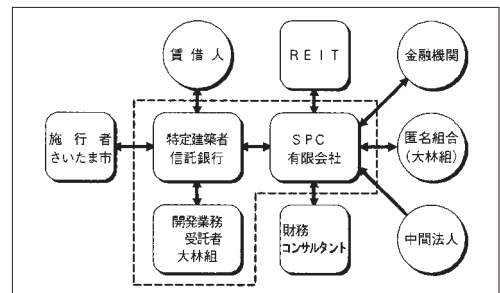 賃借人
REIT
金融機関
施行者
さいたま市
特定建築者
信託銀行
SPC
有限会社
匿名組合
(大林組)
開発業務
受託者
大林組
財務
コンサルタント
中間法人